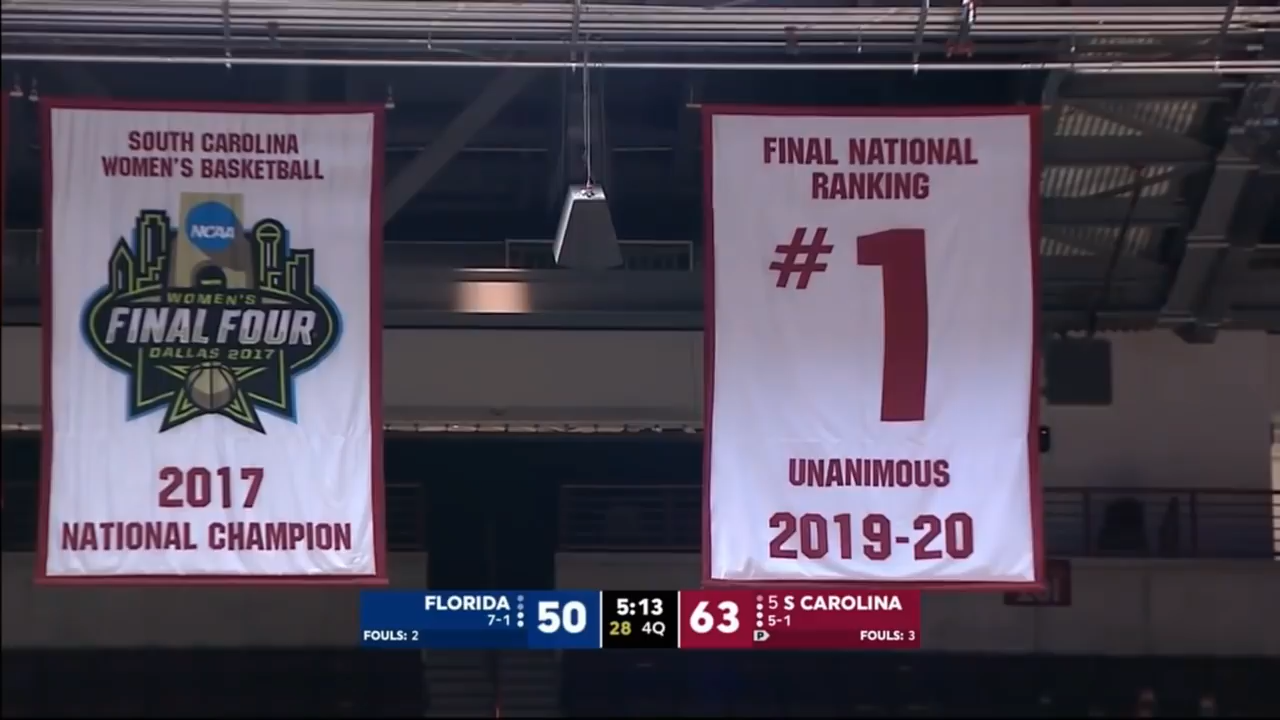 SOUTH CAROLINA
WOMEN'S BASKETBALL
NCAA
WOMEN'S
FINAL FOUR
DALLAS 2017
2017
NATIONAL CHAMPION
FINAL NATIONAL
RANKING
#1
UNANIMOUS
2019-20
FLORIDA
7-1
FOULS: 2
50
5:13
28 4Q
63
5 S CAROLINA
5-1
P
FOULS: 3